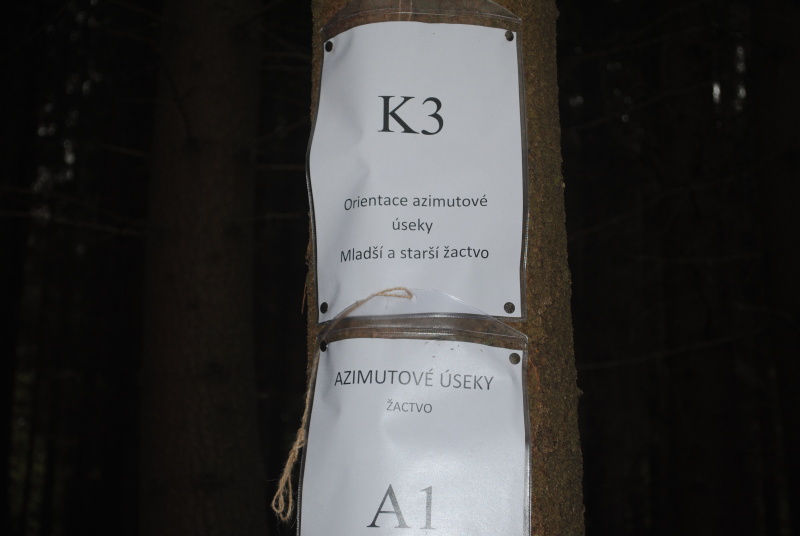 K3
Orientace azimutové
úseky
Mladší a starší žactvo
AZIMUTOVÉ ÚSEKY
ŽACTVO
A1